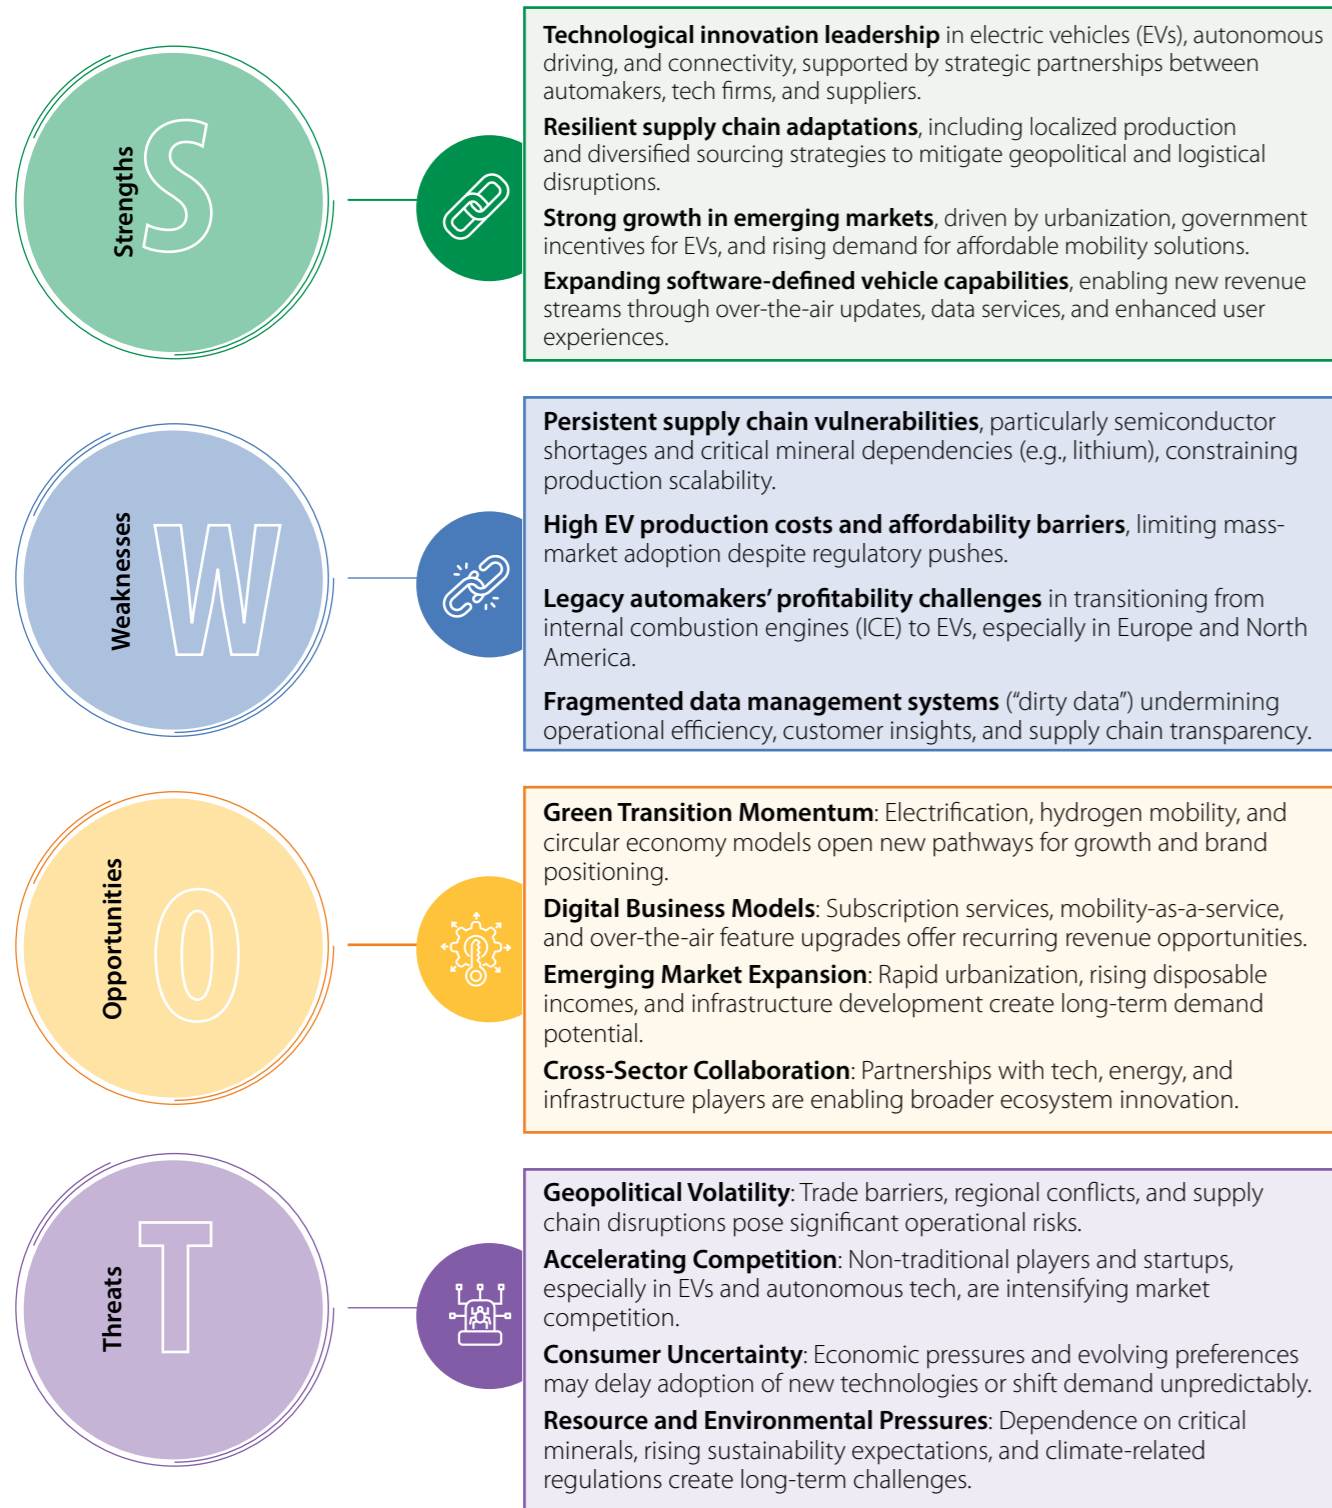 Strengths
S
Technological innovation leadership in electric vehicles (EVs), autonomous
driving, and connectivity, supported by strategic partnerships between
automakers, tech firms, and suppliers.
Resilient supply chain adaptations, including localized production
and diversified sourcing strategies to mitigate geopolitical and logistical
disruptions.
Strong growth in emerging markets, driven by urbanization, government
incentives for EVs, and rising demand for affordable mobility solutions.
Expanding software-defined vehicle capabilities, enabling new revenue
streams through over-the-air updates, data services, and enhanced user
experiences.
Weaknesses
W
Persistent supply chain vulnerabilities, particularly semiconductor
shortages and critical mineral dependencies (e.g., lithium), constraining
production scalability.
High EV production costs and affordability barriers, limiting mass-
market adoption despite regulatory pushes.
Legacy automakers’ profitability challenges in transitioning from
internal combustion engines (ICE) to EVs, especially in Europe and North
America.
Fragmented data management systems (“dirty data”) undermining
operational efficiency, customer insights, and supply chain transparency.
Opportunities
O
Green Transition Momentum: Electrification, hydrogen mobility, and
circular economy models open new pathways for growth and brand
positioning.
Digital Business Models: Subscription services, mobility-as-a-service,
and over-the-air feature upgrades offer recurring revenue opportunities.
Emerging Market Expansion: Rapid urbanization, rising disposable
incomes, and infrastructure development create long-term demand
potential.
Cross-Sector Collaboration: Partnerships with tech, energy, and
infrastructure players are enabling broader ecosystem innovation.
Threats
T
Geopolitical Volatility: Trade barriers, regional conflicts, and supply
chain disruptions pose significant operational risks.
Accelerating Competition: Non-traditional players and startups,
especially in EVs and autonomous tech, are intensifying market
competition.
Consumer Uncertainty: Economic pressures and evolving preferences
may delay adoption of new technologies or shift demand unpredictably.
Resource and Environmental Pressures: Dependence on critical
minerals, rising sustainability expectations, and climate-related
regulations create long-term challenges.